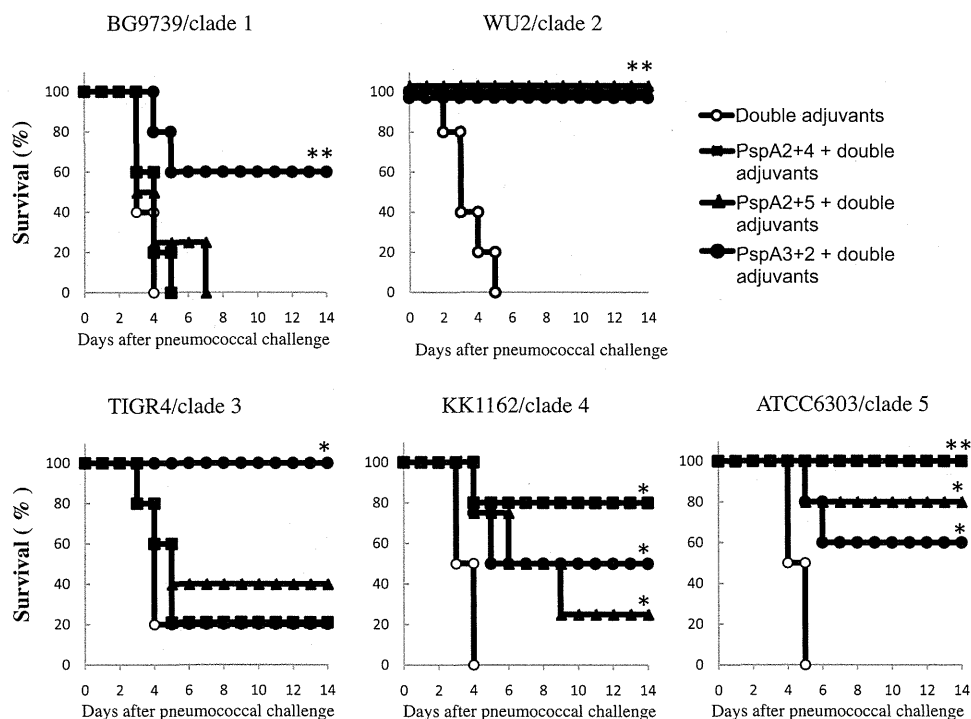 BG9739/clade 1
Survival (%)
100
80
60
40
20
0
0 2 4 6 8 10 12 14
Days after pneumococcal challenge
**
WU2/clade 2
100
80
60
40
20
0
0 2 4 6 8 10 12 14
Days after pneumococcal challenge
**
Double adjuvants
PspA2+4 + double
adjuvants
PspA2+5 + double
adjuvants
PspA3+2 + double
adjuvants
TIGR4/clade 3
Survival ( %)
100
80
60
40
20
0
0 2 4 6 8 10 12 14
Days after pneumococcal challenge
*
KK1162/clade 4
100
80
60
40
20
0
0 2 4 6 8 10 12 14
Days after pneumococcal challenge
*
*
*
ATCC6303/clade 5
100
80
60
40
20
0
0 2 4 6 8 10 12 14
Days after pneumococcal challenge
**
*
*